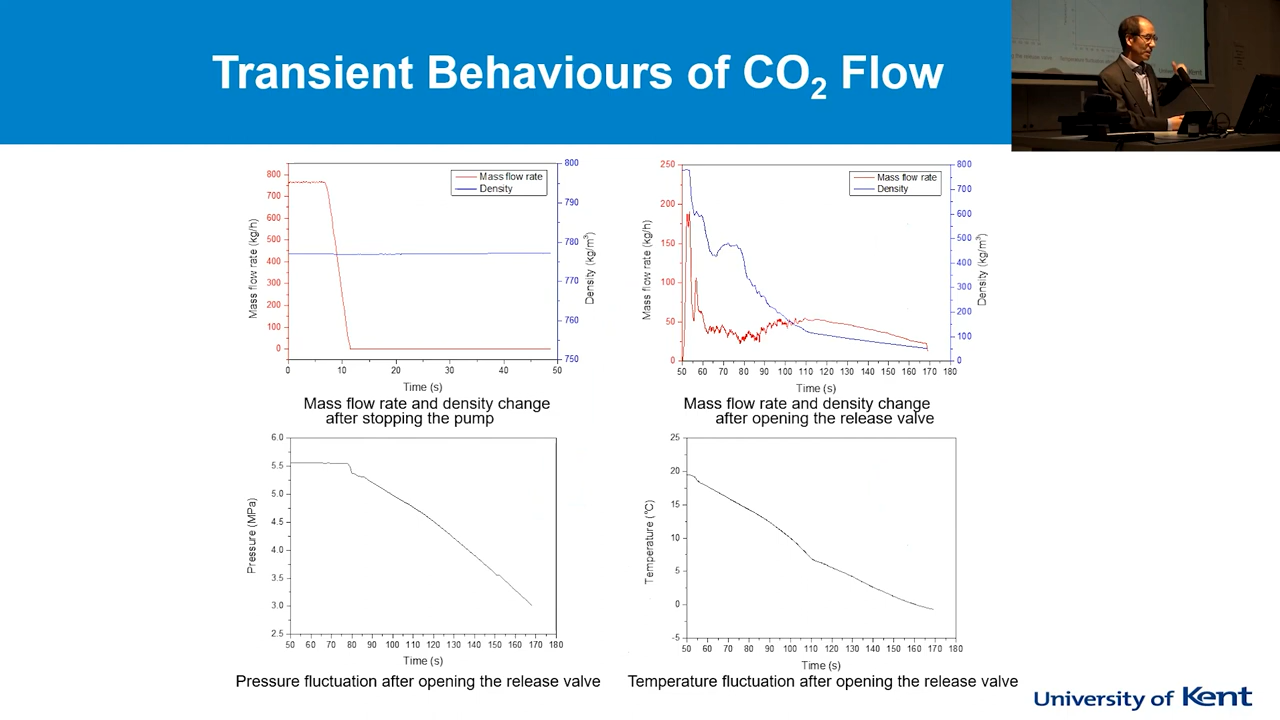 Transient Behaviours of CO2 Flow
Mass flow rate
Density
Mass flow rate (kg/h)
800
700
600
500
400
300
200
100
0
800
790
780
770
760
750
Density (kg/m³)
0 10 20 30 40 50
Time (s)
Mass flow rate and density change
after stopping the pump
Mass flow rate
Density
Mass flow rate (kg/h)
250
200
150
100
50
0
800
700
600
500
400
300
200
100
0
Density (kg/m³)
50 60 70 80 90 100 110 120 130 140 150 160 170 180
Time (s)
Mass flow rate and density change
after opening the release valve
Pressure (MPa)
6.0
5.5
5.0
4.5
4.0
3.5
3.0
2.5
50 60 70 80 90 100 110 120 130 140 150 160 170 180
Time (s)
Pressure fluctuation after opening the release valve
Temperature (°C)
25
20
15
10
5
0
-5
50 60 70 80 90 100 110 120 130 140 150 160 170 180
Time (s)
Temperature fluctuation after opening the release valve
University of Kent